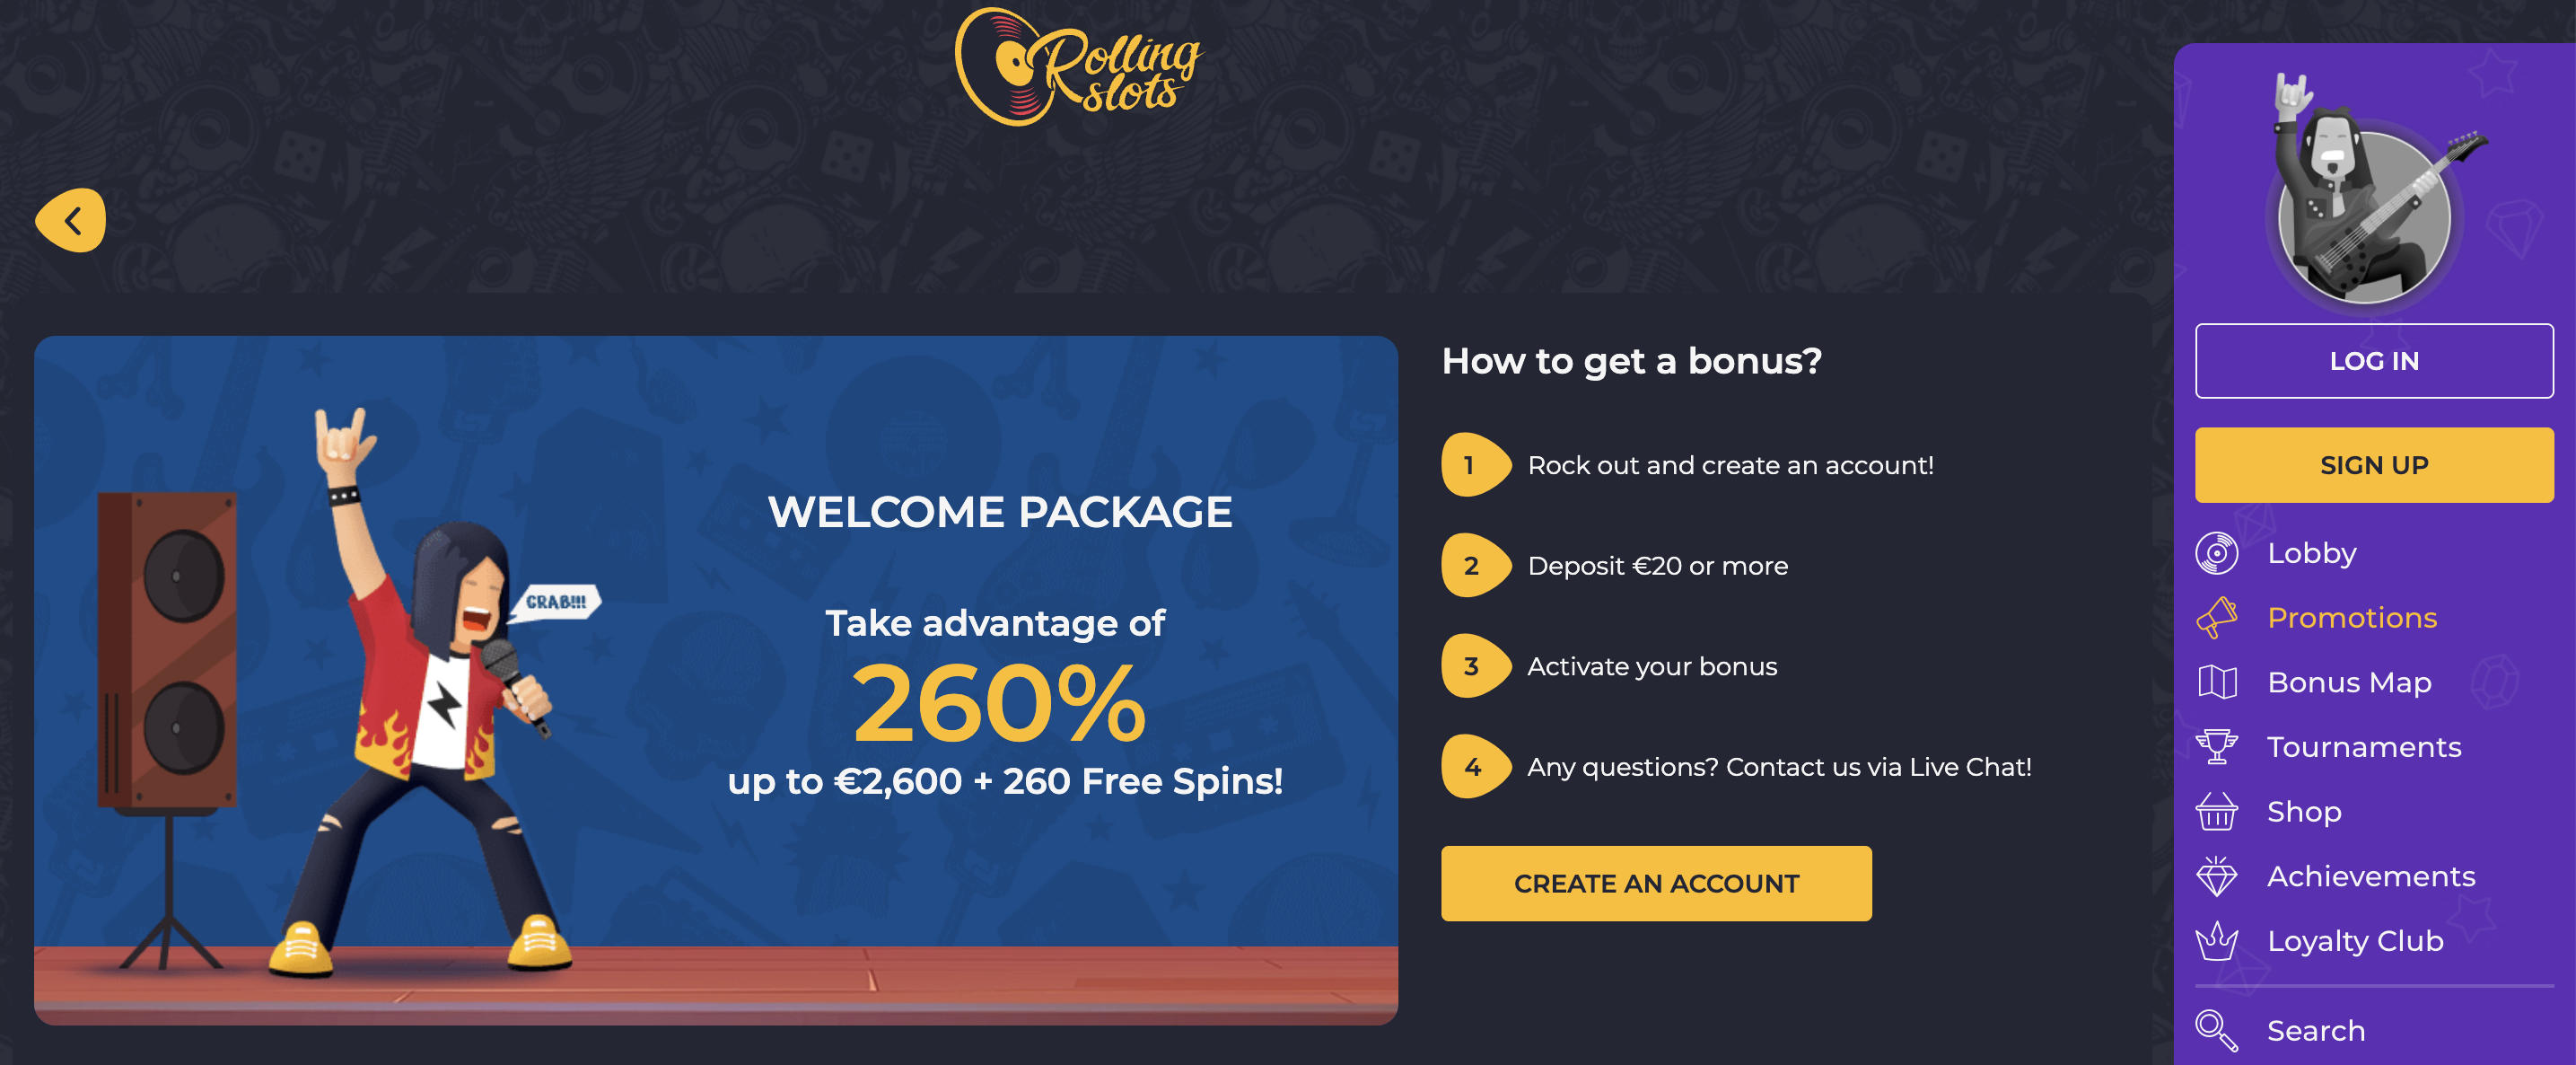 Rolling
slots
WELCOME PACKAGE
Take advantage of
260%
up to €2,600 + 260 Free Spins!
GRAB!!!
How to get a bonus?
1 Rock out and create an account!
2 Deposit €20 or more
3 Activate your bonus
4 Any questions? Contact us via Live Chat!
CREATE AN ACCOUNT
LOG IN
SIGN UP
Lobby
Promotions
Bonus Map
Tournaments
Shop
Achievements
Loyalty Club
Search